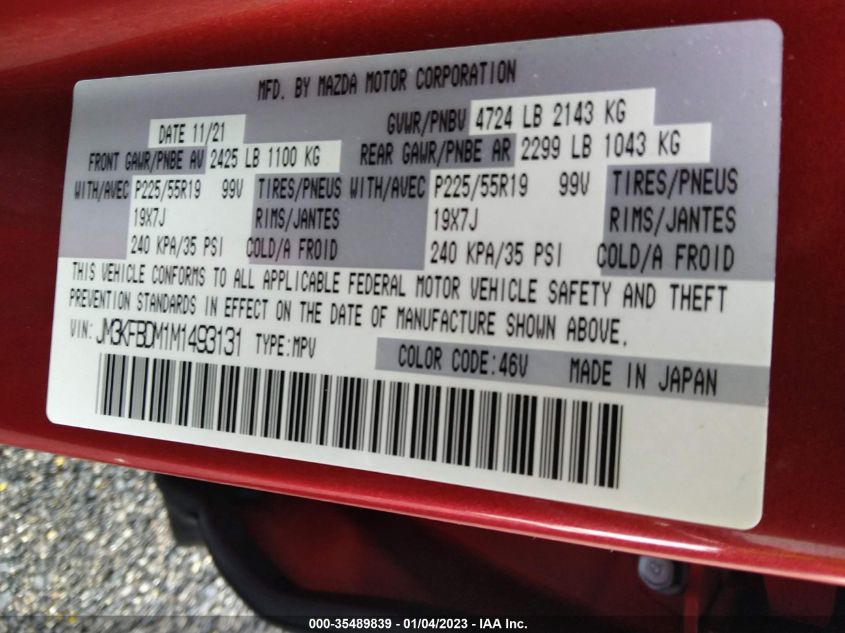 MFD. BY MAZDA MOTOR CORPORATION
DATE 11/21 GVWR/PNBV 4724 LB 2143 KG
FRONT GAWR/PNBE AV 2425 LB 1100 KG REAR GAWR/PNBE AR 2299 LB 1043 KG
WITH/AVEC P225/55R19 99V TIRES/PNEUS WITH/AVEC P225/55R19 99V TIRES/PNEUS
19X7J RIMS/JANTES 19X7J RIMS/JANTES
240 KPA/35 PSI COLD/A FROID 240 KPA/35 PSI COLD/A FROID
THIS VEHICLE CONFORMS TO ALL APPLICABLE FEDERAL MOTOR VEHICLE SAFETY AND THEFT
PREVENTION STANDARDS IN EFFECT ON THE DATE OF MANUFACTURE SHOWN ABOVE.
VIN: JM3KFBDM1M1493131 TYPE:MPV COLOR CODE:46V MADE IN JAPAN
000-35489839 - 01/04/2023 - IAA Inc.